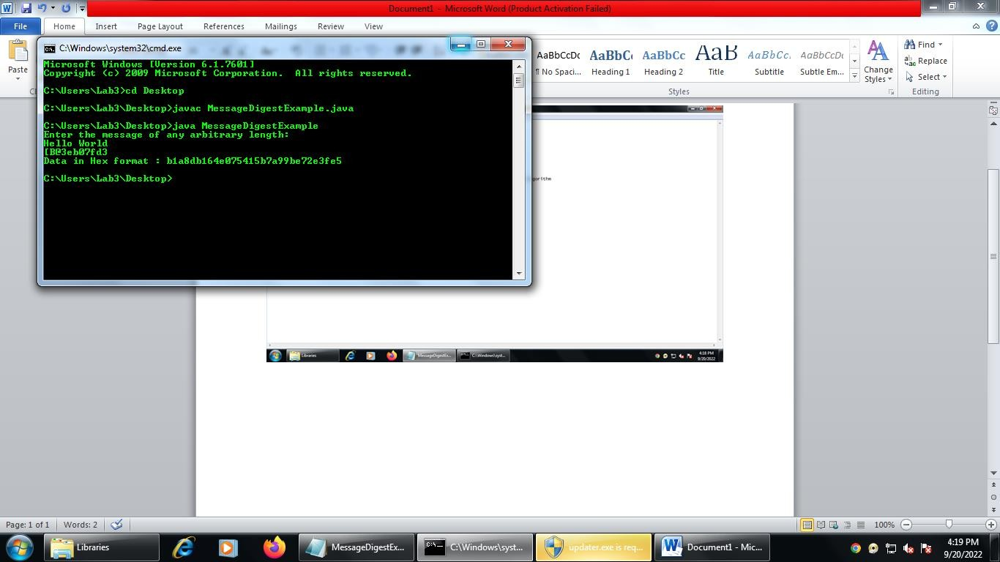 Document1 - Microsoft Word (Product Activation Failed)
File Home Insert Page Layout References Mailings Review View
Paste
C:\Windows\system32\cmd.exe
Microsoft Windows [Version 6.1.7601]
Copyright (c) 2009 Microsoft Corporation. All rights reserved.
C:\Users\Lab3>cd Desktop
C:\Users\Lab3\Desktop>javac MessageDigestExample.java
C:\Users\Lab3\Desktop>java MessageDigestExample
Enter the message of any arbitrary length:
Hello World
[B@3eb07fd3
Data in Hex format : b1a8db164e075415b7a99be72e3fe5
C:\Users\Lab3\Desktop>
AaBbCcDc AaBbCc AaBbCc AaB AaBbCc. AaBbCcDc
¶ No Spaci... Heading 1 Heading 2 Title Subtitle Subtle Em...
Change
Styles
Styles
Find
Replace
Select
Editing
gorithm
Libraries MessageDigestEx... C:\Windows\syst... 4:18 PM
9/20/2022
Page: 1 of 1 Words: 2 100%
Libraries MessageDigestEx... C:\Windows\syst... updater.exe is req... Document1 - Mic... 4:19 PM
9/20/2022